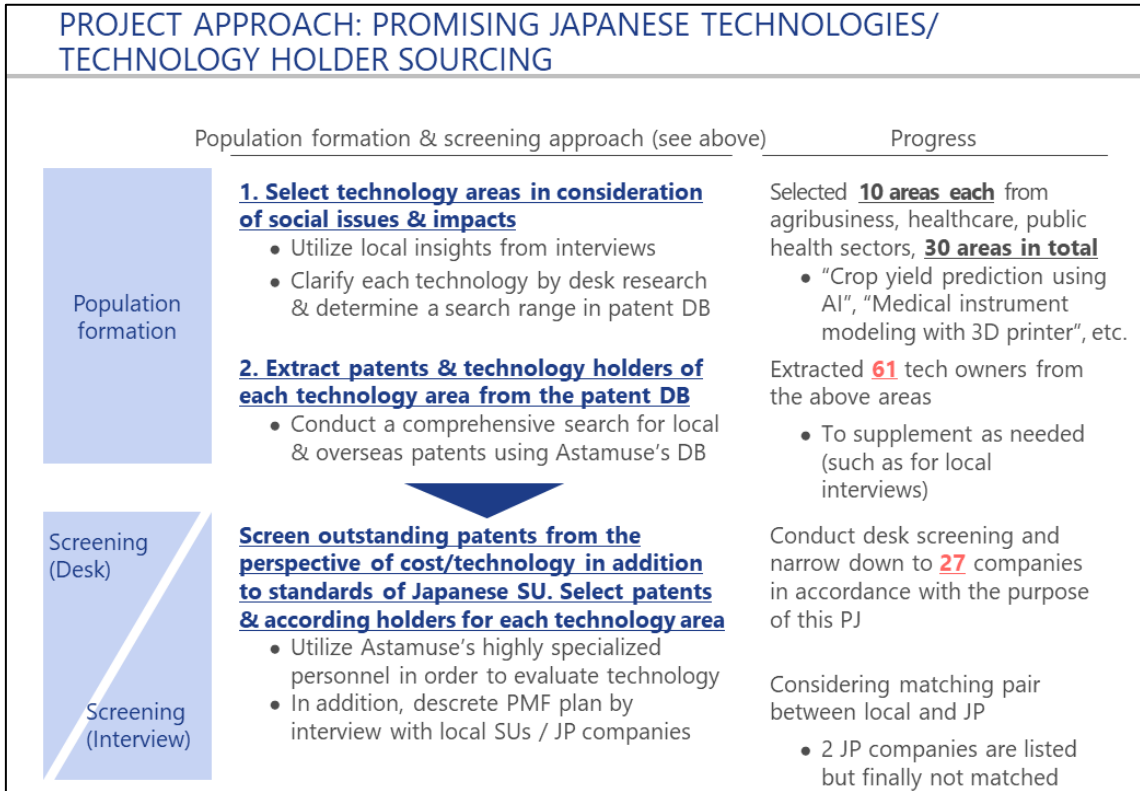 PROJECT APPROACH: PROMISING JAPANESE TECHNOLOGIES/
TECHNOLOGY HOLDER SOURCING
Population formation & screening approach (see above)
Progress
Population
formation
1. Select technology areas in consideration
of social issues & impacts
● Utilize local insights from interviews
● Clarify each technology by desk research
& determine a search range in patent DB
Selected 10 areas each from
agribusiness, healthcare, public
health sectors, 30 areas in total
● “Crop yield prediction using
AI”, “Medical instrument
modeling with 3D printer”, etc.
2. Extract patents & technology holders of
each technology area from the patent DB
● Conduct a comprehensive search for local
& overseas patents using Astamuse’s DB
Extracted 61 tech owners from
the above areas
● To supplement as needed
(such as for local
interviews)
Screening
(Desk)
Screening
(Interview)
Screen outstanding patents from the
perspective of cost/technology in addition
to standards of Japanese SU. Select patents
& according holders for each technology area
● Utilize Astamuse’s highly specialized
personnel in order to evaluate technology
● In addition, descrete PMF plan by
interview with local SUs / JP companies
Conduct desk screening and
narrow down to 27 companies
in accordance with the purpose
of this PJ
Considering matching pair
between local and JP
● 2 JP companies are listed
but finally not matched